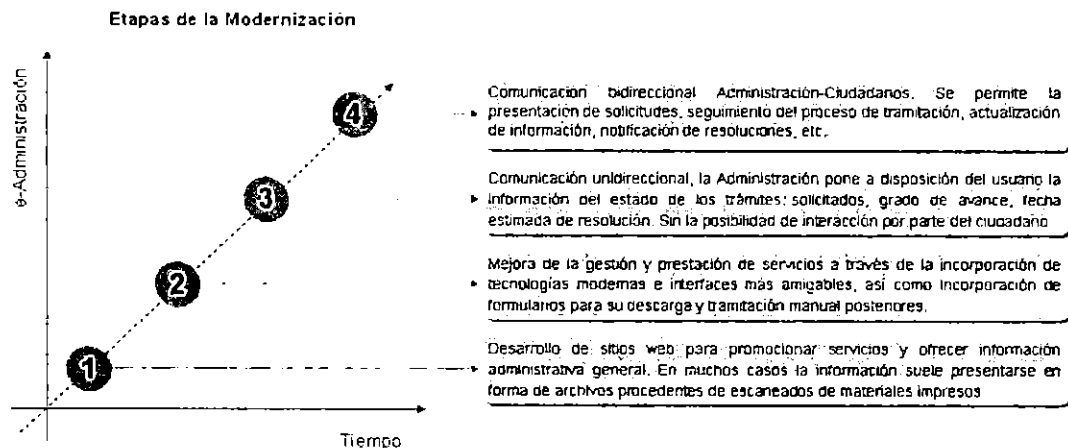 Etapas de la Modernización
e-Administración
4
Comunicación bidireccional Administración-Ciudadanos. Se permite la
presentación de solicitudes, seguimiento del proceso de tramitación, actualización
de información, notificación de resoluciones, etc.
3
Comunicación unidireccional, la Administración pone a disposición del usuario la
información del estado de los trámites solicitados, grado de avance, fecha
estimada de resolución. Sin la posibilidad de interacción por parte del ciudadano
2
Mejora de la gestión y prestación de servicios a través de la incorporación de
tecnologías modernas e interfaces más amigables, así como incorporación de
formularios para su descarga y tramitación manual posteriores.
1
Desarrollo de sitios web para promocionar servicios y ofrecer información
administrativa general. En muchos casos la información suele presentarse en
forma de archivos procedentes de escaneados de materiales impresos
Tiempo